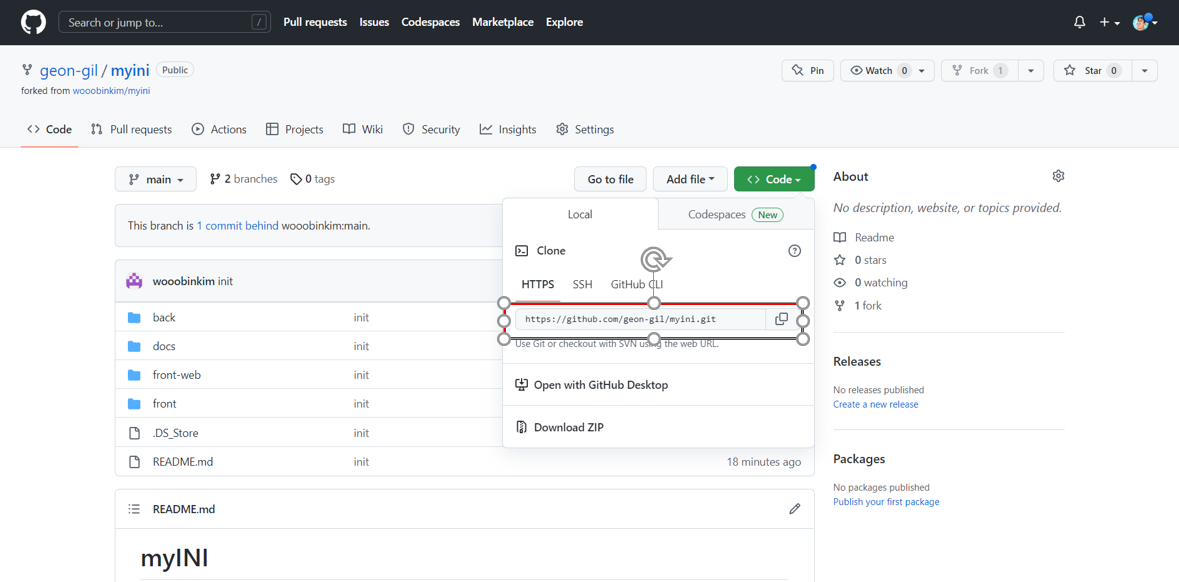 Search or jump to... /
Pull requests Issues Codespaces Marketplace Explore
geon-gil / myini Public
Pin Watch 0 Fork 1 Star 0
forked from wooobinkim/myini
Code Pull requests Actions Projects Wiki Security Insights Settings
main 2 branches 0 tags
Go to file Add file Code
About
No description, website, or topics provided.
Readme
0 stars
0 watching
1 fork
Releases
No releases published
Create a new release
Packages
No packages published
Publish your first package
This branch is 1 commit behind wooobinkim:main.
Local Codespaces New
Clone
HTTPS SSH GitHub CLI
https://github.com/geon-gil/myini.git
Use Git or checkout with SVN using the web URL.
Open with GitHub Desktop
Download ZIP
wooobinkim init
back init
docs init
front-web init
front init
.DS_Store init
README.md init 18 minutes ago
README.md
myINI